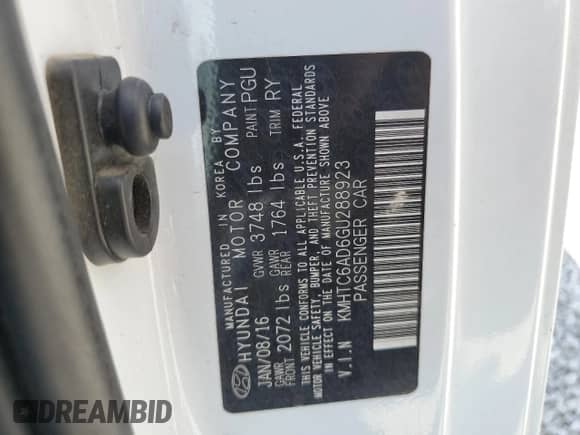 MANUFACTURED IN KOREA BY
HYUNDAI MOTOR COMPANY
JAN/08/16 GVWR 3748 lbs PAINT PGU
GAWR FRONT 2072 lbs GAWR REAR 1764 lbs TRIM RY
THIS VEHICLE CONFORMS TO ALL APPLICABLE U.S.A. FEDERAL
MOTOR VEHICLE SAFETY, BUMPER, AND THEFT PREVENTION STANDARDS
IN EFFECT ON THE DATE OF MANUFACTURE SHOWN ABOVE
V.I.N KMHTC6AD6GU288923
PASSENGER CAR
DREAMBID